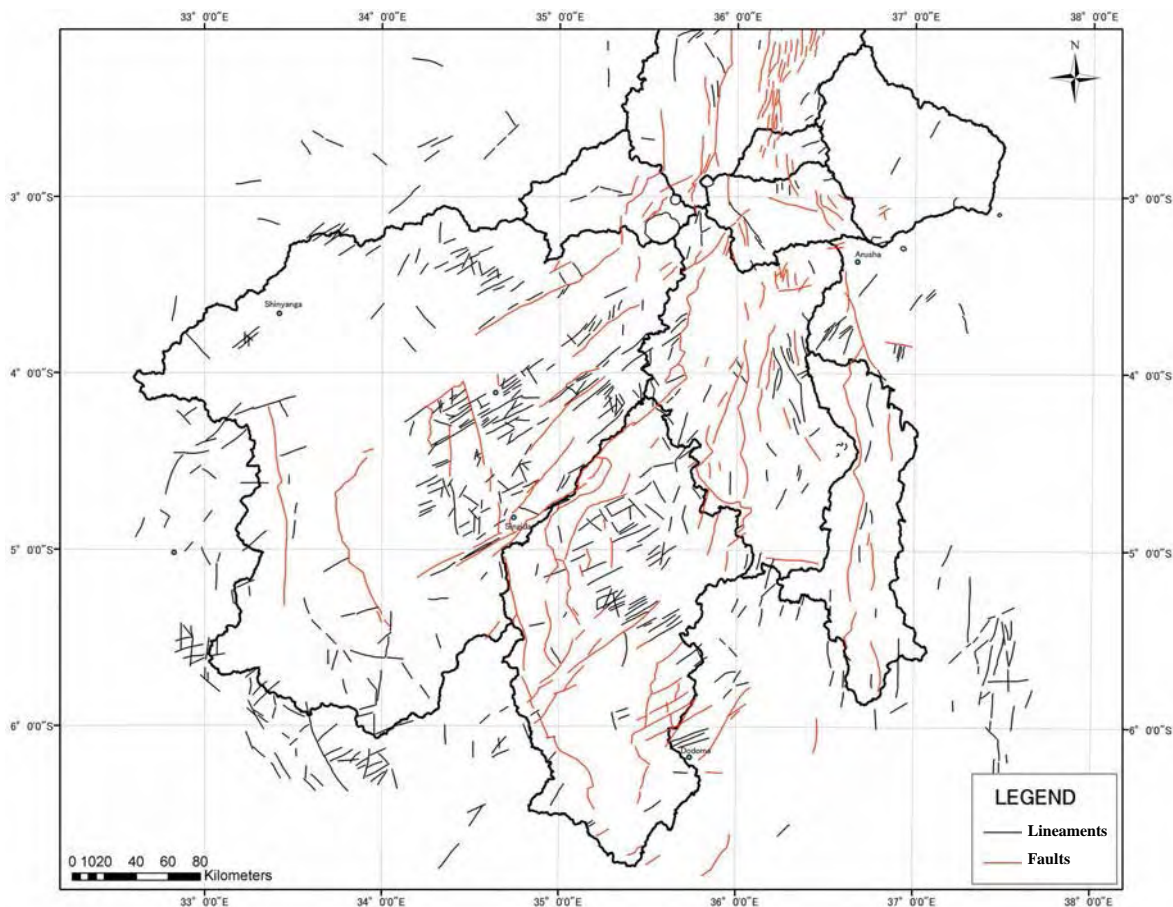 33° 0'0"E 34° 0'0"E 35° 0'0"E 36° 0'0"E 37° 0'0"E 38° 0'0"E
N
3° 0'0"S 3° 0'0"S
Arusha
Shinyanga
4° 0'0"S 4° 0'0"S
Singida
5° 0'0"S 5° 0'0"S
6° 0'0"S 6° 0'0"S
Dodoma
LEGEND
Lineaments
Faults
0 1020 40 60 80
Kilometers
33° 0'0"E 34° 0'0"E 35° 0'0"E 36° 0'0"E 37° 0'0"E 38° 0'0"E